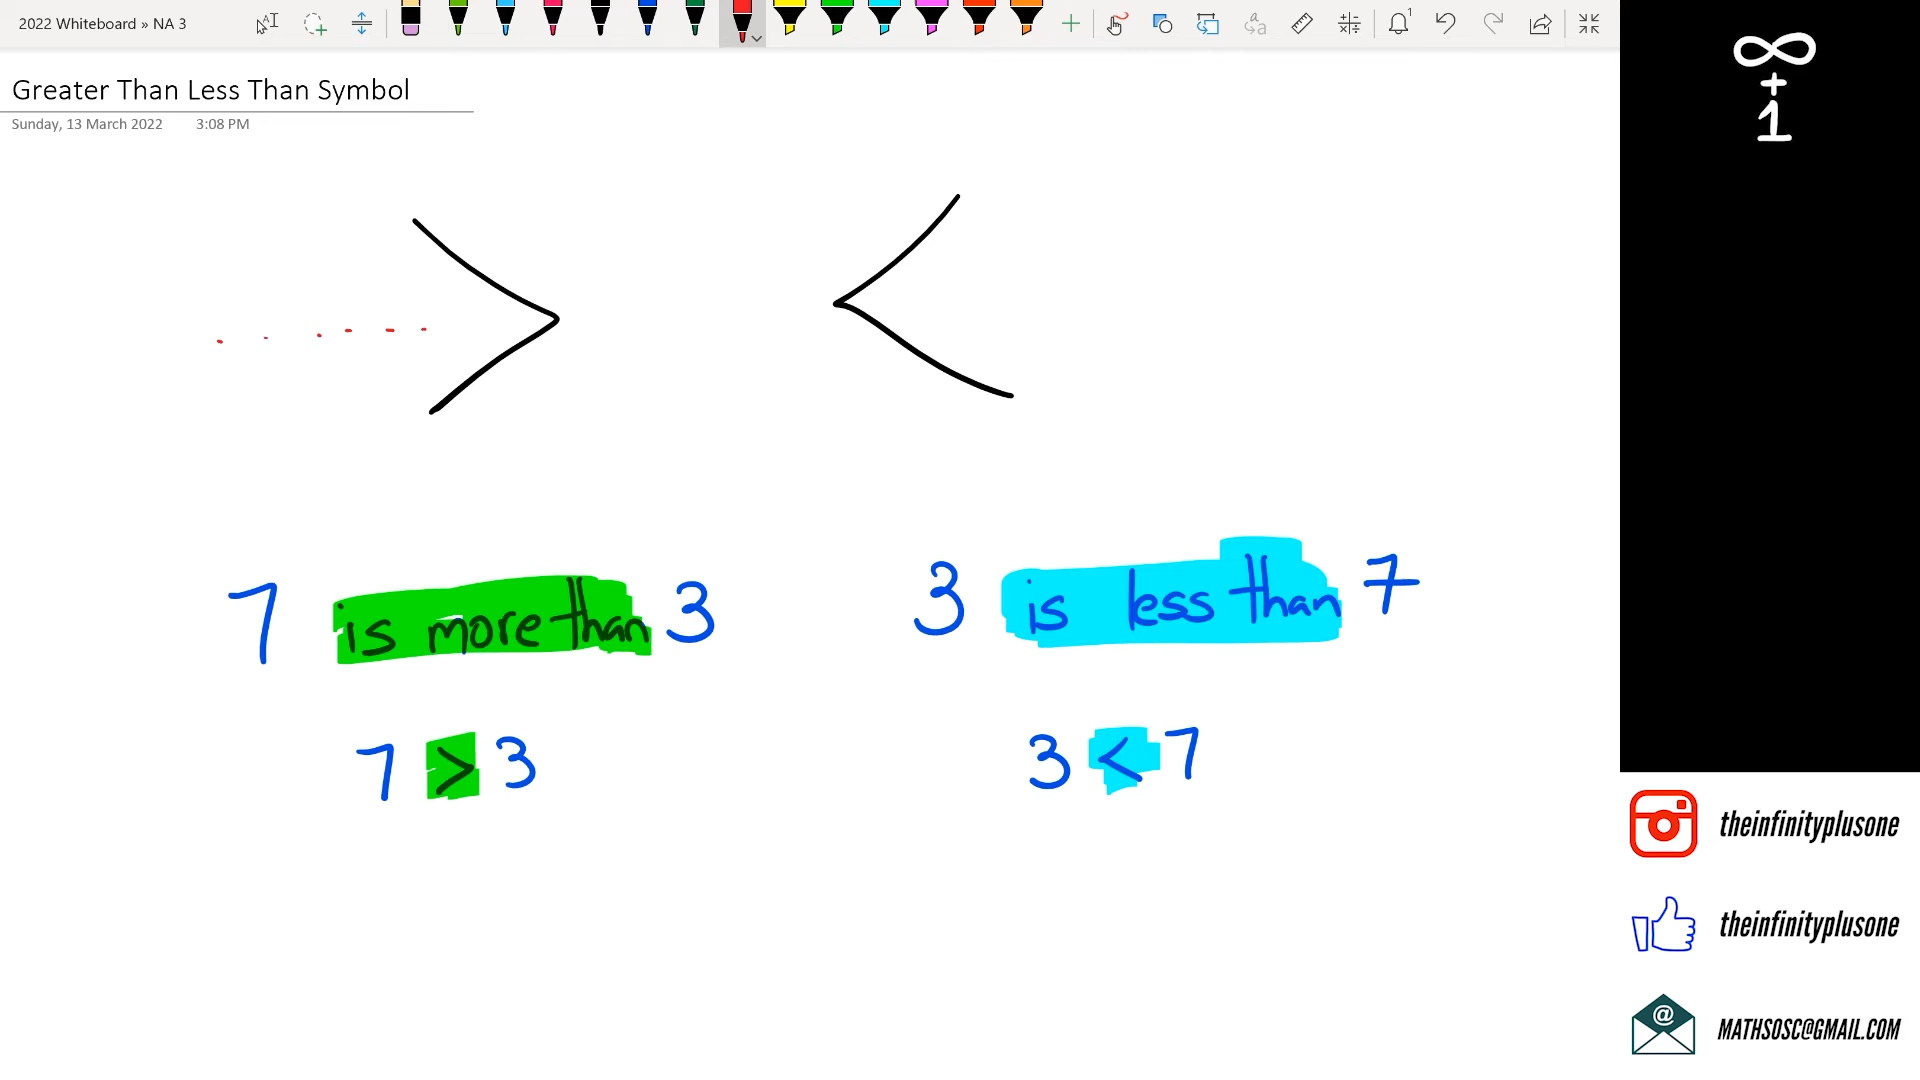 2022 Whiteboard » NA 3
Greater Than Less Than Symbol
Sunday, 13 March 2022 3:08 PM
∞
+
1
> <
7 is more than 3
3 is less than 7
7 > 3
3 < 7
theinfinityplusone
theinfinityplusone
MATHSOSC@GMAIL.COM